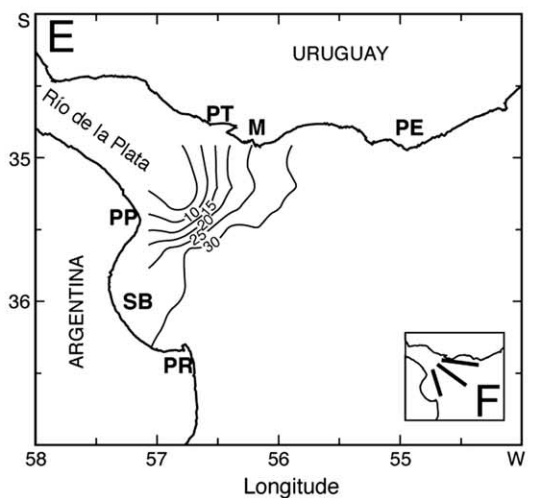 S
E
URUGUAY
Río de la Plata
PT
M
PE
35
PP
10
15
20
25
30
ARGENTINA
36
SB
PR
F
58
57
56
55
W
Longitude